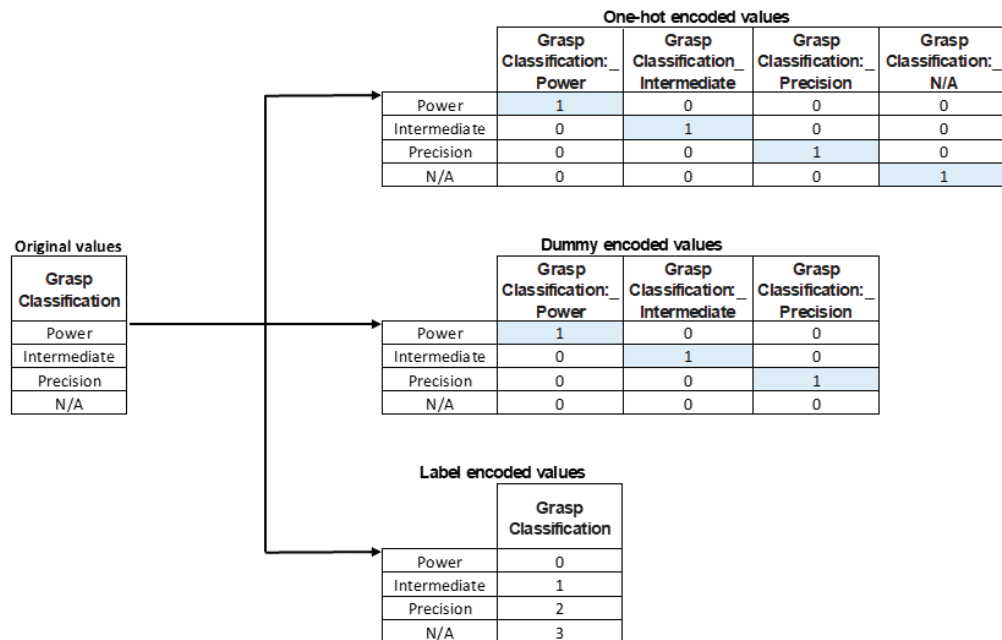 One-hot encoded values
Grasp Classification:_ Power Grasp Classification_ Intermediate Grasp Classification:_ Precision Grasp Classification:_ N/A
Power 1 0 0 0
Intermediate 0 1 0 0
Precision 0 0 1 0
N/A 0 0 0 1
Original values
Grasp
Classification
Power
Intermediate
Precision
N/A
Dummy encoded values
Grasp Classification:_ Power Grasp Classification:_ Intermediate Grasp Classification:_ Precision
Power 1 0 0
Intermediate 0 1 0
Precision 0 0 1
N/A 0 0 0
Label encoded values
Grasp
Classification
Power 0
Intermediate 1
Precision 2
N/A 3